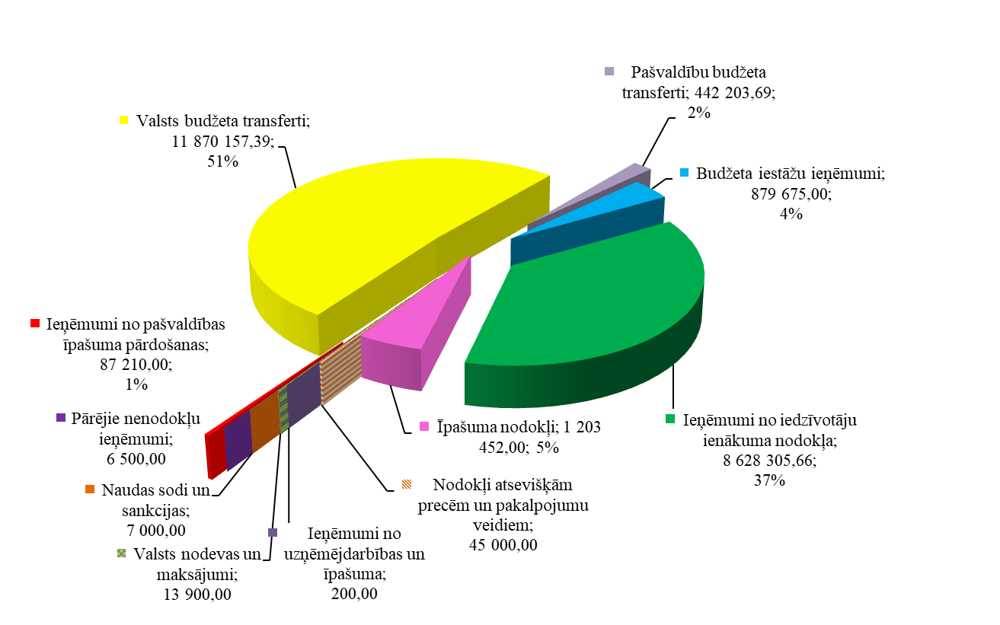 Pašvaldību budžeta
transferti; 442 203,69;
2%
Valsts budžeta transferti;
11 870 157,39;
51%
Budžeta iestāžu ieņēmumi;
879 675,00;
4%
Ieņēmumi no pašvaldības
īpašuma pārdošanas;
87 210,00;
1%
Pārējie nenodokļu
ieņēmumi;
6 500,00
Īpašuma nodokļi; 1 203
452,00; 5%
Ieņēmumi no iedzīvotāju
ienākuma nodokļa;
8 628 305,66;
37%
Naudas sodi un
sankcijas;
7 000,00
Nodokļi atsevišķām
precēm un pakalpojumu
veidiem;
45 000,00
Valsts nodevas un
maksājumi;
13 900,00
Ieņēmumi no
uzņēmējdarbības un
īpašuma;
200,00